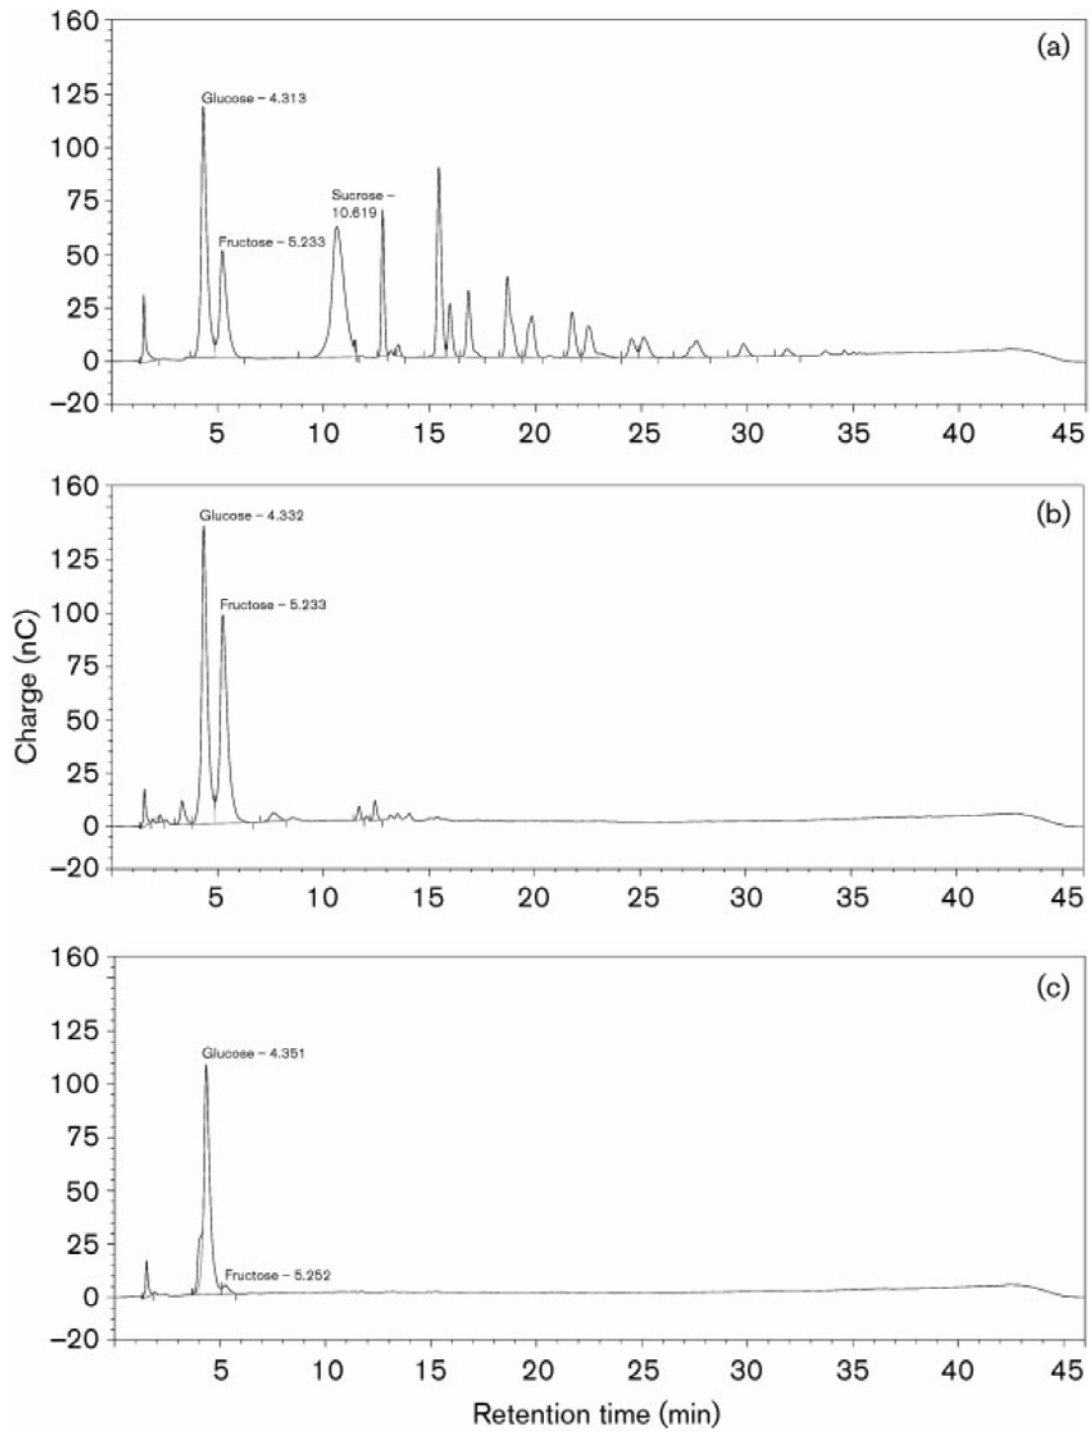 160
(a)
125
Glucose – 4.313
100
75
Sucrose –
10.619
50
Fructose – 5.233
25
0
–20
5 10 15 20 25 30 35 40 45
160
(b)
Glucose – 4.332
125
100
Fructose – 5.233
75
50
25
0
–20
5 10 15 20 25 30 35 40 45
Charge (nC)
160
(c)
125
Glucose – 4.351
100
75
50
25
Fructose – 5.252
0
–20
5 10 15 20 25 30 35 40 45
Retention time (min)